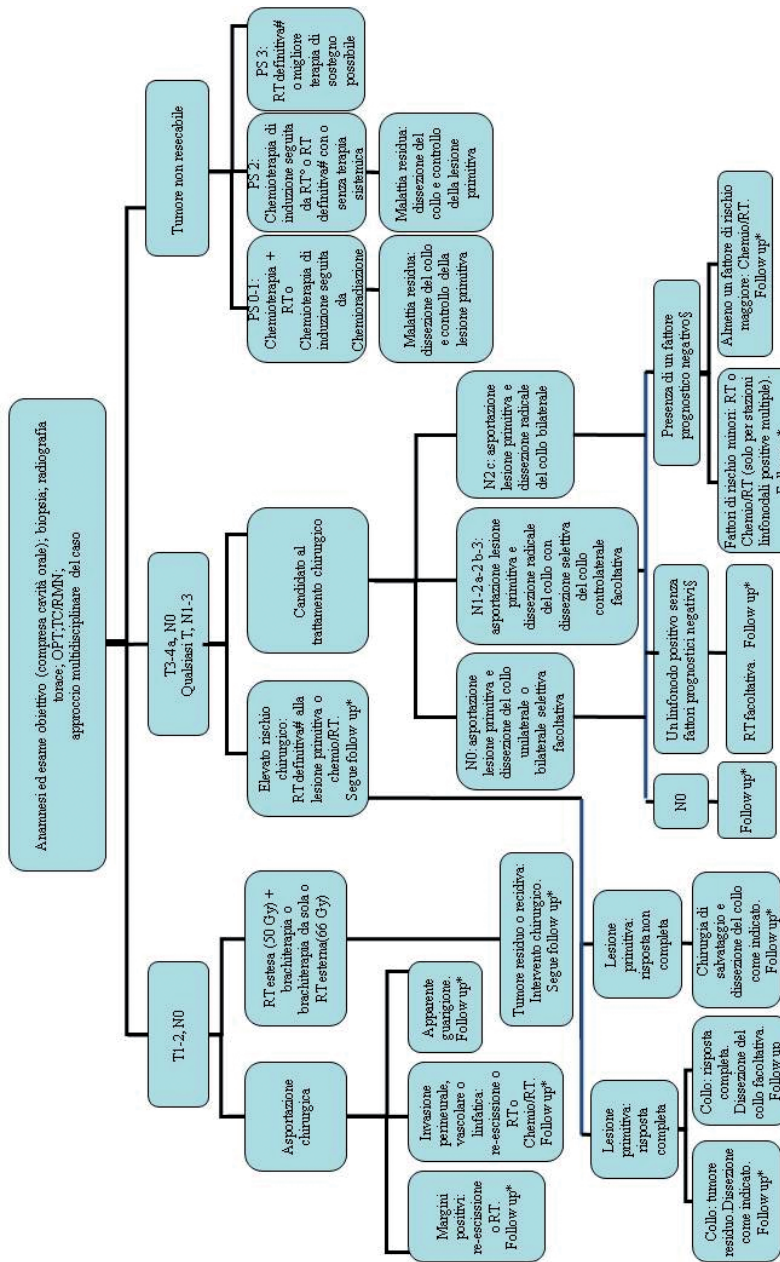 Anamnesi ed esame obiettivo (compresa cavità orale); biopsia; radiografia
torace; OPT;TC/RMN;
approccio multidisciplinare del caso
T1-2, N0
T3-4a, N0
Qualsiasi T, N1-3
Tumore non resecabile
Asportazione
chirurgica
RT estesa (50 Gy) +
brachiterapia o
brachiterapia da sola o
RT esterna(66 Gy)
Elevato rischio
chirurgico:
RT definitiva# alla
lesione primitiva o
chemio/RT.
Segue follow up*
Candidato al
trattamento chirurgico
PS 0-1:
Chemioterapia +
RT o
Chemioterapia di
induzione seguita
da
Chemioradiazione
PS 2:
Chemioterapia di
induzione seguita
da RT° o RT
definitiva# con o
senza terapia
sistemica
PS 3:
RT definitiva#
o migliore
terapia di
sostegno
possibile
Malattia residua:
dissezione del collo
e controllo della
lesione primitiva
Malattia residua:
dissezione del
collo e controllo
della lesione
primitiva
Margini
positivi:
re-escissione
o RT.
Follow up*
Invasione
perineurale,
vascolare o
linfatica:
re-escissione o
RT o
Chemio/RT.
Follow up*
Apparente
guarigione.
Follow up*
Tumore residuo o recidiva:
Intervento chirurgico.
Segue follow up*
N0: asportazione
lesione primitiva e
dissezione del collo
unilaterale o
bilaterale selettiva
facoltativa
N1-2 a-2 b-3:
asportazione lesione
primitiva e
dissezione radicale
del collo con
dissezione selettiva
del collo
controlaterale
facoltativa
N2 c: asportazione
lesione primitiva e
dissezione radicale
del collo bilaterale
Lesione
primitiva:
risposta
completa
Lesione
primitiva:
risposta non
completa
N0
Un linfonodo positivo senza
fattori prognostici negativi§
Presenza di un fattore
prognostico negativo§
Collo: tumore
residuo.Dissezione
come indicato.
Follow up*
Collo: risposta
completa.
Dissezione del
collo facoltativa.
Follow up
Chirurgia di
salvataggio e
dissezione del collo
come indicato.
Follow up*
Follow up*
RT facoltativa. Follow up*
Fattori di rischio minori: RT o
Chemio/RT (solo per stazioni
linfonodali positive multiple).
Almeno un fattore di rischio
maggiore: Chemio/RT.
Follow up*